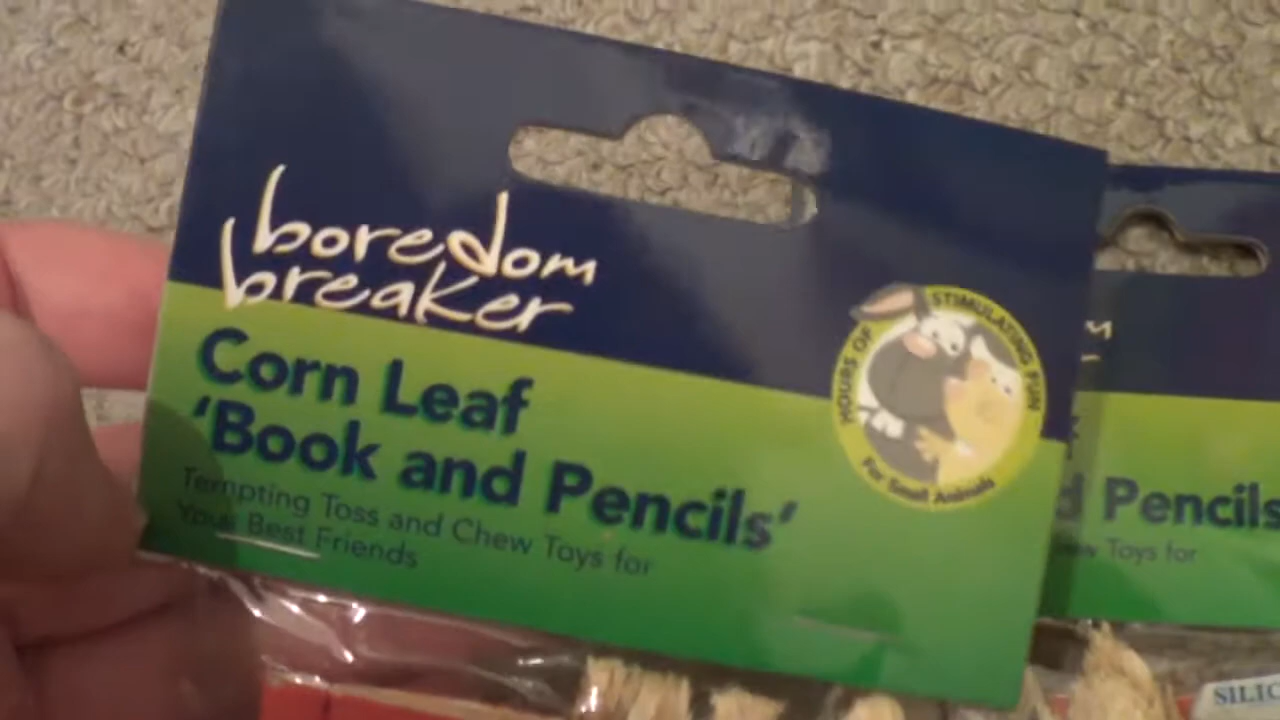 boredom
breaker
Corn Leaf
'Book and Pencils'
Tempting Toss and Chew Toys for
Your Best Friends
HOURS OF STIMULATING FUN
For Small Animals
m
d Pencils
Toys for
SILIC